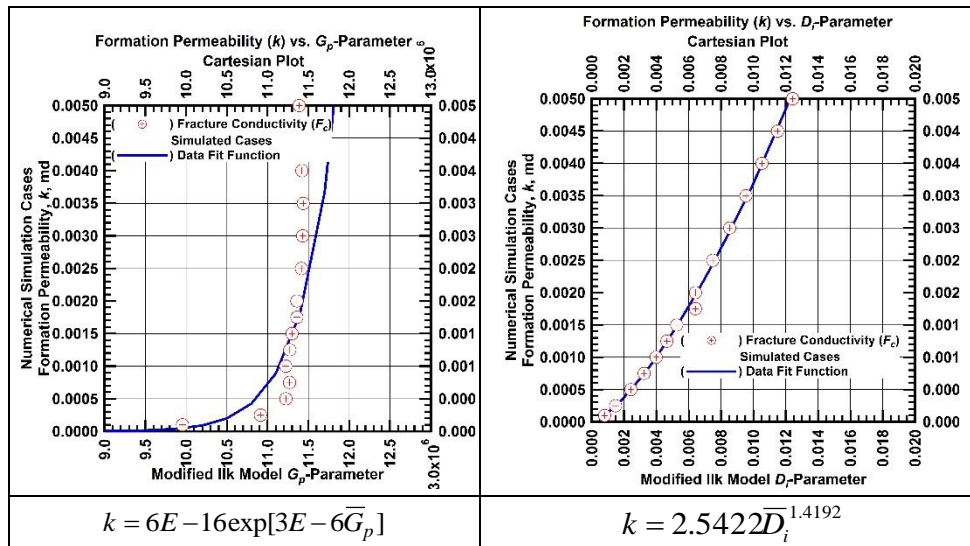 Formation Permeability (k) vs. Gp-Parameter 6
Cartesian Plot
9.0 9.5 10.0 10.5 11.0 11.5 12.0 13.0x10
0.0050 0.005
( ) Fracture Conductivity (Fc)
0.004
Simulated Cases
( ) Data Fit Function
0.0040 0.004
0.0035 0.003
0.0030 0.003
0.0025 0.002
0.0020 0.002
0.0015 0.001
0.0010 0.001
0.0005 0.000
0.0000 0.000
Numerical Simulation Cases
Formation Permeability, k, md
9.0 9.5 10.0 10.5 11.0 11.5 12.0 3.0x10 6
Modified Ilk Model Gp-Parameter
k = 6E−16exp[3E−6G̅p]
Formation Permeability (k) vs. Di-Parameter
Cartesian Plot
0.000 0.002 0.004 0.006 0.008 0.010 0.012 0.014 0.016 0.018 0.020
0.0050 0.005
0.0045 0.004
0.0040 0.004
0.0035 0.003
0.0030 0.003
0.0025 0.002
0.0020 0.002
0.0015 0.001
( ) Fracture Conductivity (Fc)
Simulated Cases
0.0010 0.001
( ) Data Fit Function
0.0005 0.000
0.0000 0.000
Numerical Simulation Cases
Formation Permeability, k, md
0.000 0.002 0.004 0.006 0.008 0.010 0.012 0.014 0.016 0.018 0.020
Modified Ilk Model Di-Parameter
k = 2.5422D̅i^1.4192